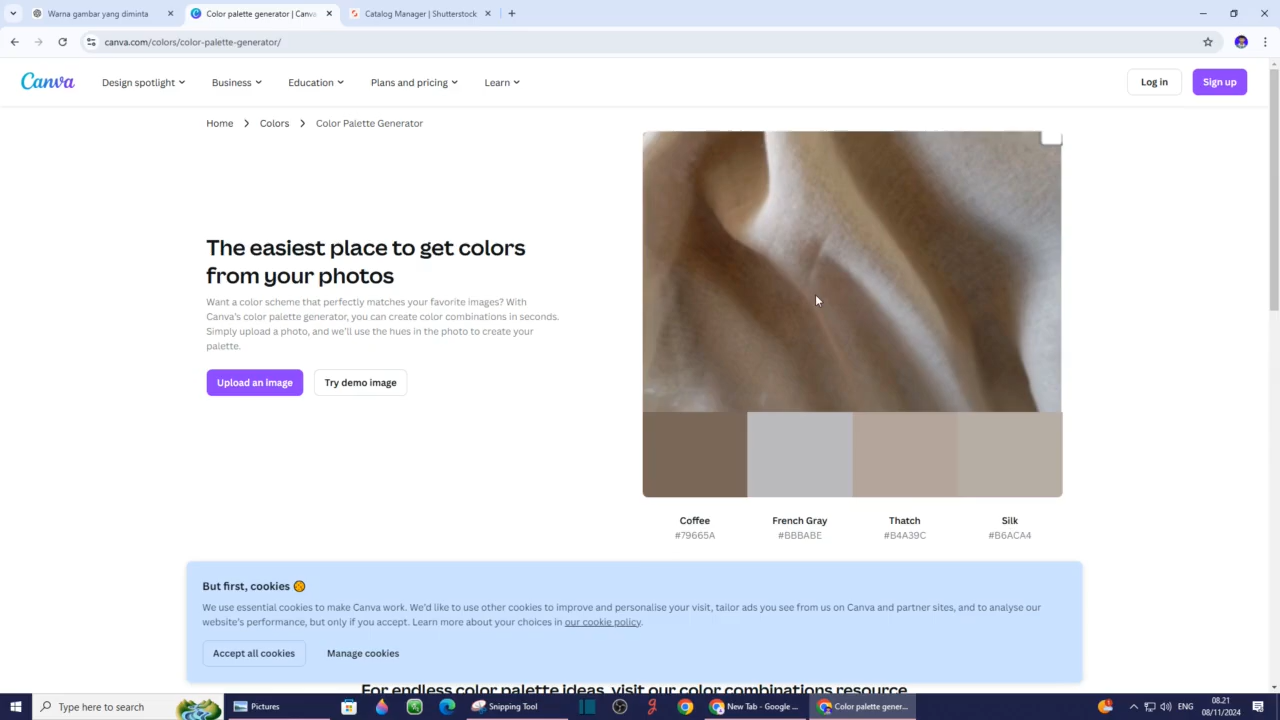 Warna gambar yang diminta
Color palette generator | Canv
Catalog Manager | Shutterstock
canva.com/colors/color-palette-generator/
Canva
Design spotlight
Business
Education
Plans and pricing
Learn
Log in
Sign up
Home
Colors
Color Palette Generator
The easiest place to get colors
from your photos
Want a color scheme that perfectly matches your favorite images? With
Canva's color palette generator, you can create color combinations in seconds.
Simply upload a photo, and we'll use the hues in the photo to create your
palette.
Upload an image
Try demo image
Coffee
#79665A
French Gray
#BBBABE
Thatch
#B4A39C
Silk
#B6ACA4
But first, cookies
We use essential cookies to make Canva work. We'd like to use other cookies to improve and personalise your visit, tailor ads you see from us on Canva and partner sites, and to analyse our
website's performance, but only if you accept. Learn more about your choices in our cookie policy.
Accept all cookies
Manage cookies
For endless color palette ideas, visit our color combinations resource
Type here to search
Pictures
Snipping Tool
New Tab - Google ...
Color palette gener...
ENG
08.21
08/11/2024